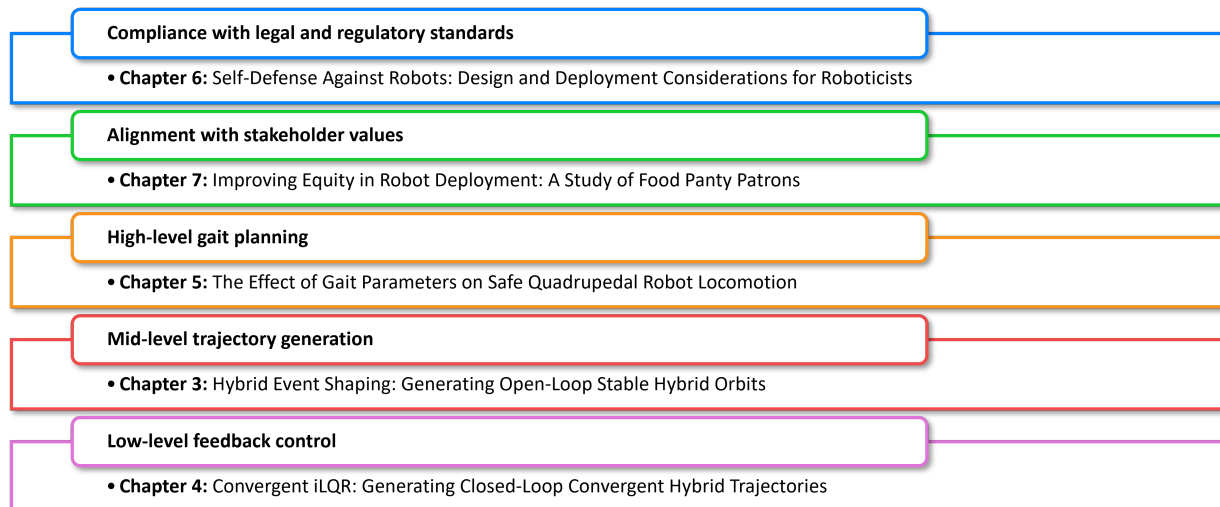 Compliance with legal and regulatory standards
• Chapter 6: Self-Defense Against Robots: Design and Deployment Considerations for Roboticists
Alignment with stakeholder values
• Chapter 7: Improving Equity in Robot Deployment: A Study of Food Panty Patrons
High-level gait planning
• Chapter 5: The Effect of Gait Parameters on Safe Quadrupedal Robot Locomotion
Mid-level trajectory generation
• Chapter 3: Hybrid Event Shaping: Generating Open-Loop Stable Hybrid Orbits
Low-level feedback control
• Chapter 4: Convergent iLQR: Generating Closed-Loop Convergent Hybrid Trajectories